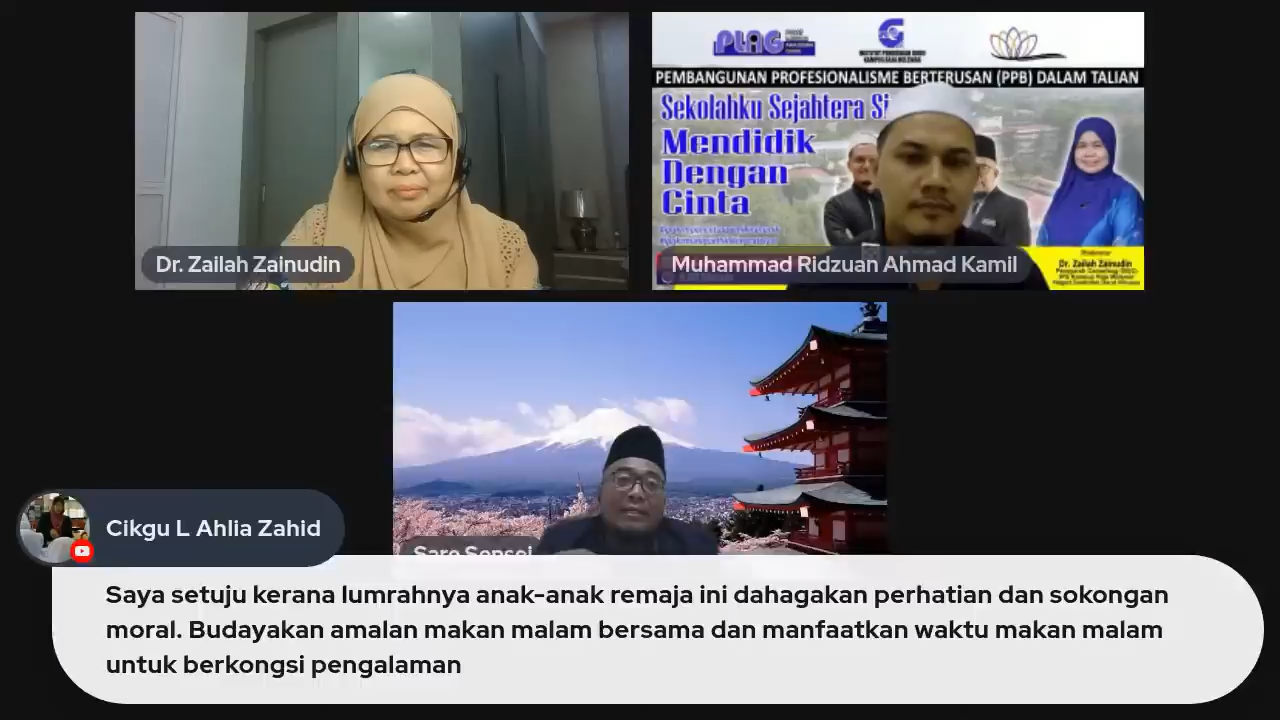 Dr. Zailah Zainudin
PLAG
PEMBANGUNAN PROFESIONALISME BERTERUSAN (PPB) DALAM TALIAN
Sekolahku Sejahtera Si
Mendidik
Dengan
Cinta
Dr. Zailah Zainudin
Muhammad Ridzuan Ahmad Kamil
Saro Sensei
Cikgu L Ahlia Zahid
Saya setuju kerana lumrahnya anak-anak remaja ini dahagakan perhatian dan sokongan
moral. Budayakan amalan makan malam bersama dan manfaatkan waktu makan malam
untuk berkongsi pengalaman